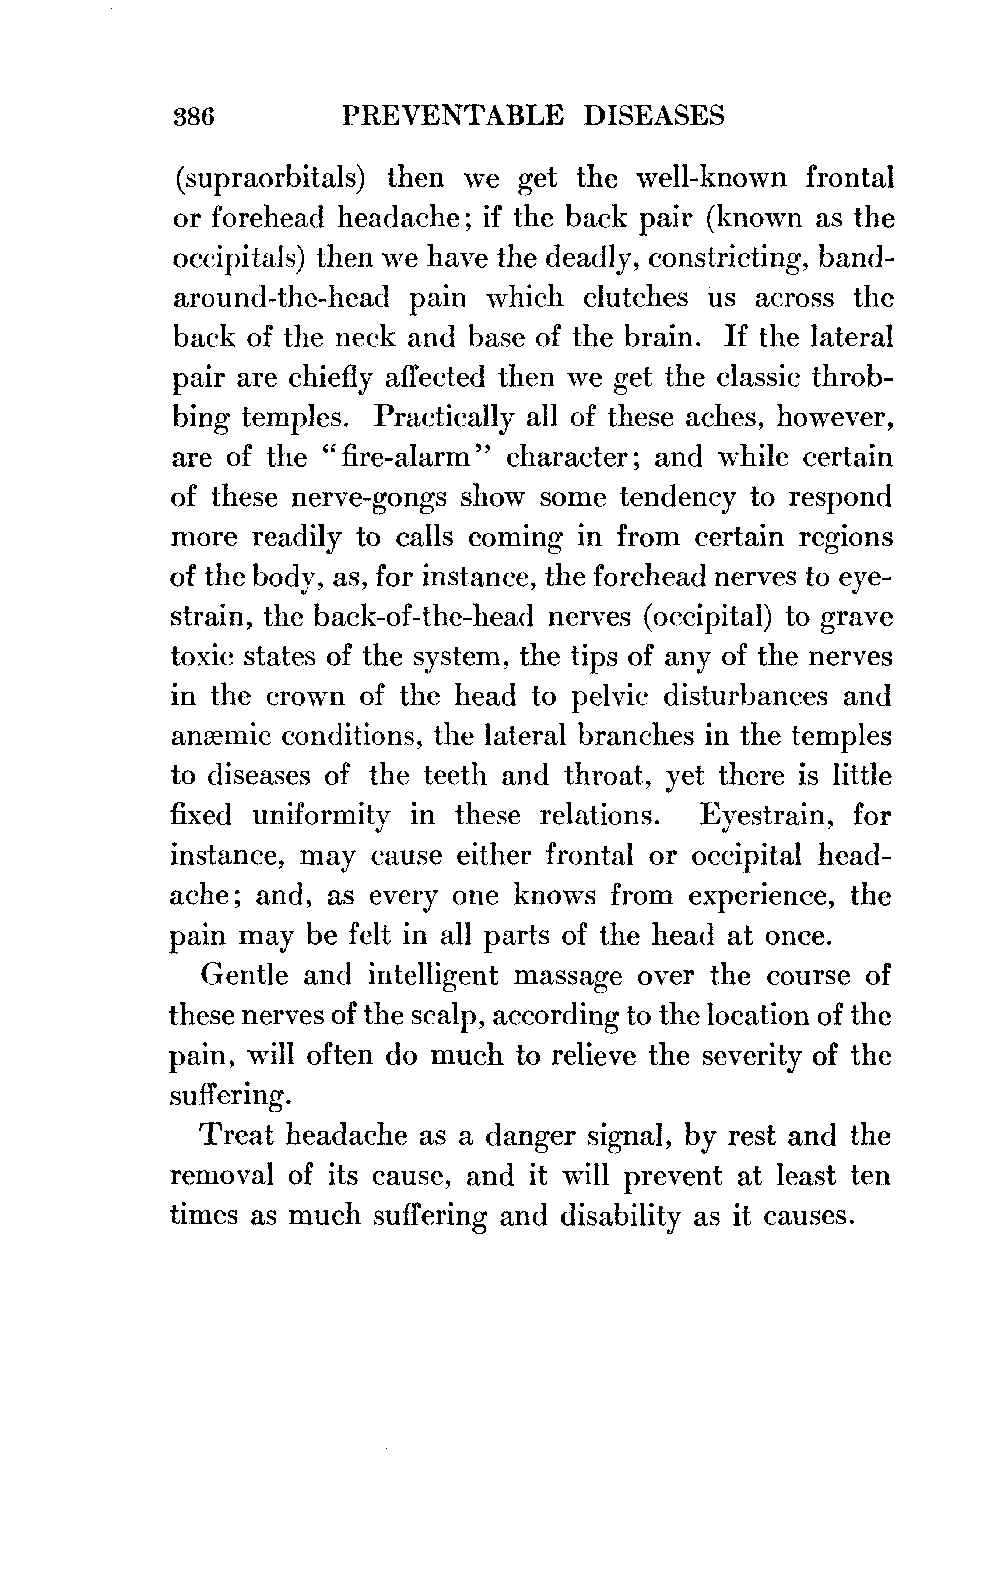 386 PREVENTABLE DISEASES
(supraorbitals) then we get the well-known frontal
or forehead headache; if the back pair (known as the
occipitals) then we have the deadly, constricting, band-
around-the-head pain which clutches us across the
back of the neck and base of the brain. If the lateral
pair are chiefly affected then we get the classic throb-
bing temples. Practically all of these aches, however,
are of the "fire-alarm" character; and while certain
of these nerve-gongs show some tendency to respond
more readily to calls coming in from certain regions
of the body, as, for instance, the forehead nerves to eye-
strain, the back-of-the-head nerves (occipital) to grave
toxic states of the system, the tips of any of the nerves
in the crown of the head to pelvic disturbances and
anæmic conditions, the lateral branches in the temples
to diseases of the teeth and throat, yet there is little
fixed uniformity in these relations. Eyestrain, for
instance, may cause either frontal or occipital head-
ache; and, as every one knows from experience, the
pain may be felt in all parts of the head at once.
Gentle and intelligent massage over the course of
these nerves of the scalp, according to the location of the
pain, will often do much to relieve the severity of the
suffering.
Treat headache as a danger signal, by rest and the
removal of its cause, and it will prevent at least ten
times as much suffering and disability as it causes.